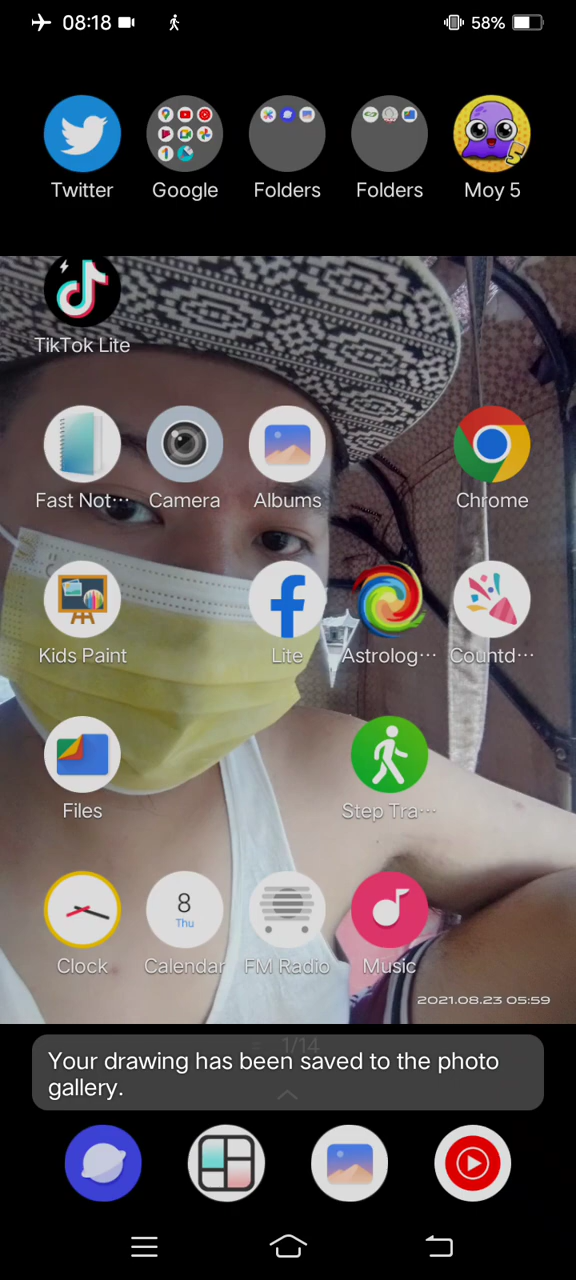 08:18
58%
Twitter
Google
Folders
Folders
Moy 5
TikTok Lite
Fast Not···
Camera
Albums
Chrome
Kids Paint
Lite
Astrolog···
Countd···
Files
Step Tra···
8
Thu
Clock
Calendar
FM Radio
Music
2021.08.23 05:59
1/14
Your drawing has been saved to the photo
gallery.